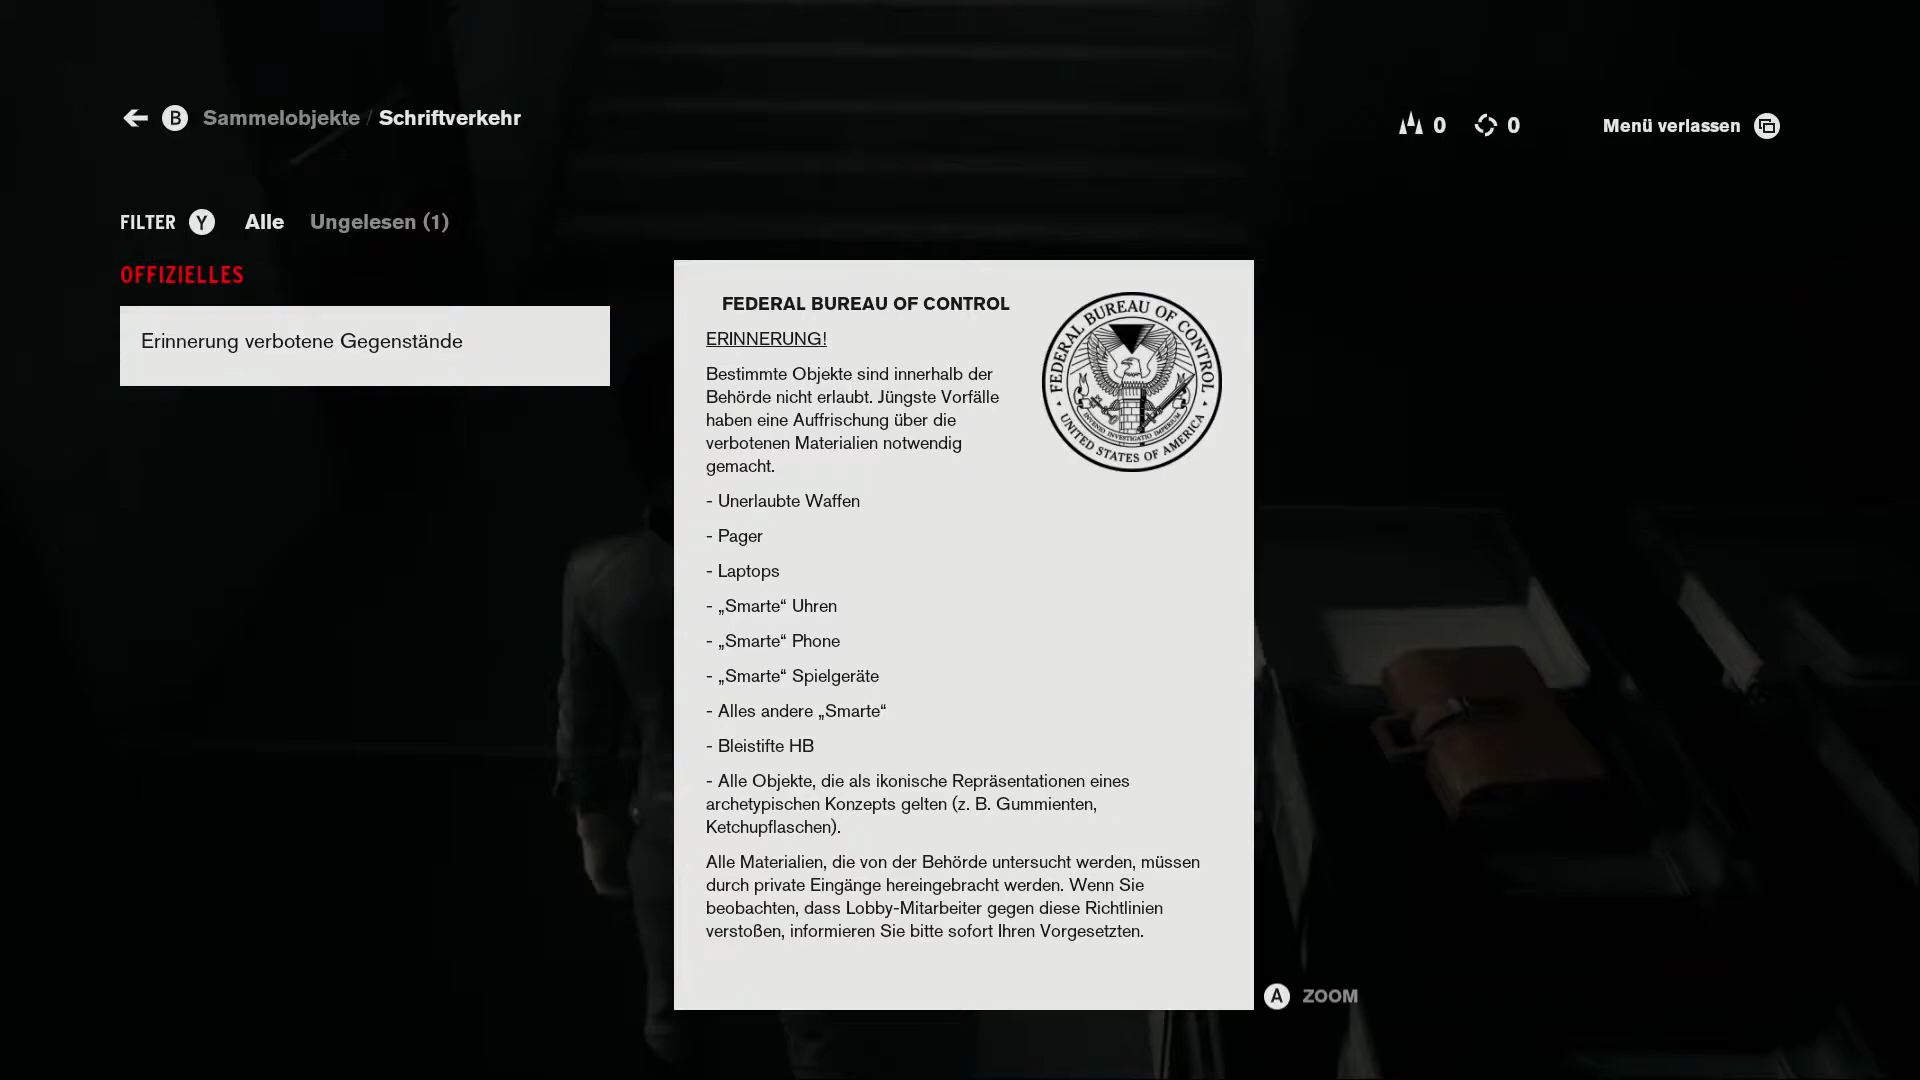 B Sammelobjekte / Schriftverkehr
0 0 Menü verlassen
FILTER Y Alle Ungelesen (1)
OFFIZIELLES
Erinnerung verbotene Gegenstände
FEDERAL BUREAU OF CONTROL
ERINNERUNG!
Bestimmte Objekte sind innerhalb der
Behörde nicht erlaubt. Jüngste Vorfälle
haben eine Auffrischung über die
verbotenen Materialien notwendig
gemacht.
- Unerlaubte Waffen
- Pager
- Laptops
- „Smarte“ Uhren
- „Smarte“ Phone
- „Smarte“ Spielgeräte
- Alles andere „Smarte“
- Bleistifte HB
- Alle Objekte, die als ikonische Repräsentationen eines
archetypischen Konzepts gelten (z. B. Gummienten,
Ketchupflaschen).
Alle Materialien, die von der Behörde untersucht werden, müssen
durch private Eingänge hereingebracht werden. Wenn Sie
beobachten, dass Lobby-Mitarbeiter gegen diese Richtlinien
verstoßen, informieren Sie bitte sofort Ihren Vorgesetzten.
FEDERAL BUREAU OF CONTROL
UNITED STATES OF AMERICA
INVENIO INVESTIGATIO IMPERIUM
A ZOOM